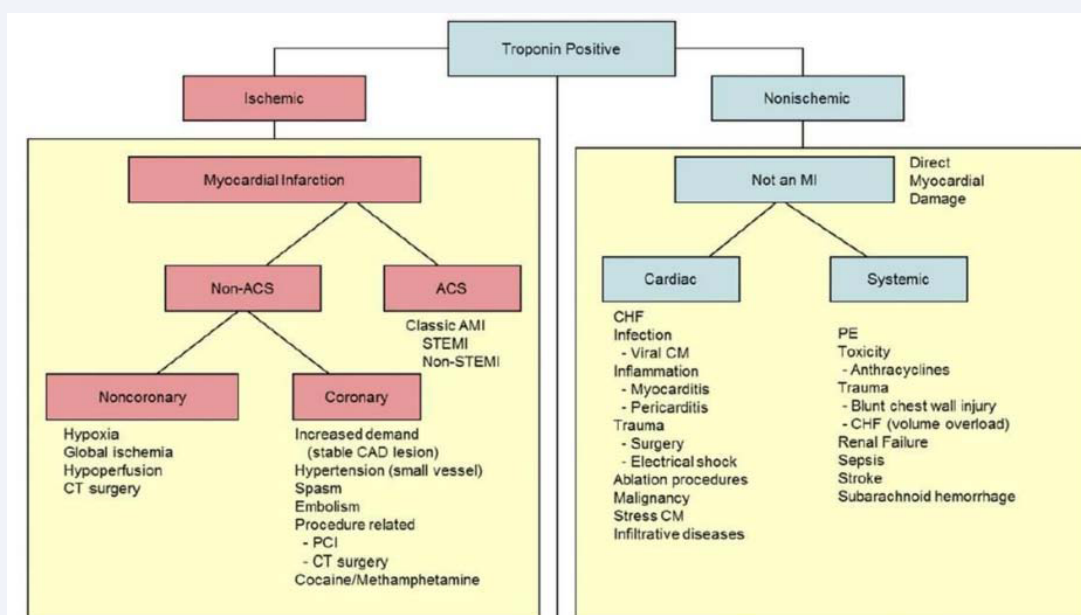 Troponin Positive
Ischemic
Nonischemic
Myocardial Infarction
Not an MI
Direct
Myocardial
Damage
Non-ACS
ACS
Classic AMI
STEMI
Non-STEMI
Noncoronary
Hypoxia
Global ischemia
Hypoperfusion
CT surgery
Coronary
Increased demand
(stable CAD lesion)
Hypertension (small vessel)
Spasm
Embolism
Procedure related
- PCI
- CT surgery
Cocaine/Methamphetamine
Cardiac
CHF
Infection
- Viral CM
Inflammation
- Myocarditis
- Pericarditis
Trauma
- Surgery
- Electrical shock
Ablation procedures
Malignancy
Stress CM
Infiltrative diseases
Systemic
PE
Toxicity
- Anthracyclines
Trauma
- Blunt chest wall injury
- CHF (volume overload)
Renal Failure
Sepsis
Stroke
Subarachnoid hemorrhage